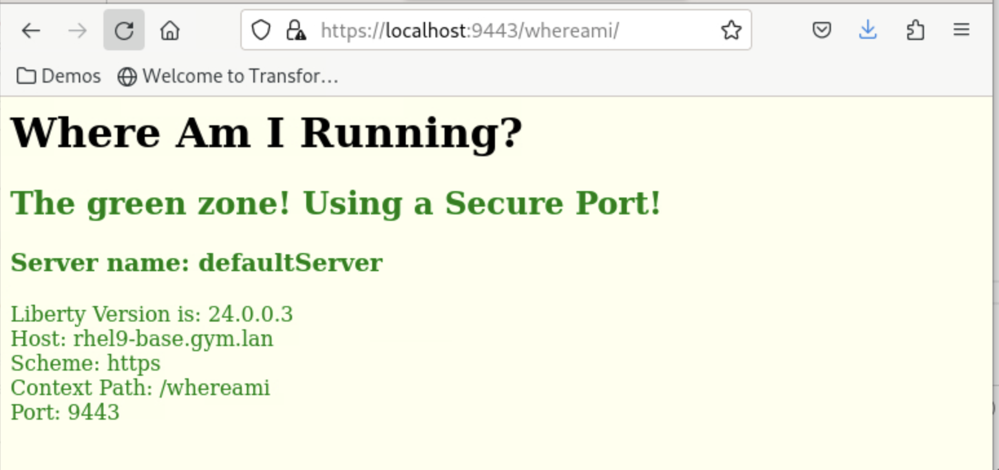 https://localhost:9443/whereami/
Demos Welcome to Transfor...
Where Am I Running?
The green zone! Using a Secure Port!
Server name: defaultServer
Liberty Version is: 24.0.0.3
Host: rhel9-base.gym.lan
Scheme: https
Context Path: /whereami
Port: 9443